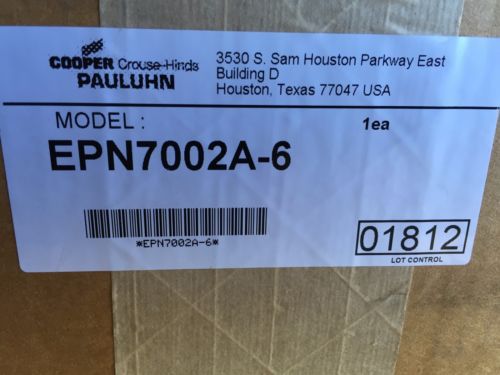 COOPER Crouse-Hinds
PAULUHN
3530 S. Sam Houston Parkway East
Building D
Houston, Texas 77047 USA
MODEL :
1ea
EPN7002A-6
*EPN7002A-6*
01812
LOT CONTROL